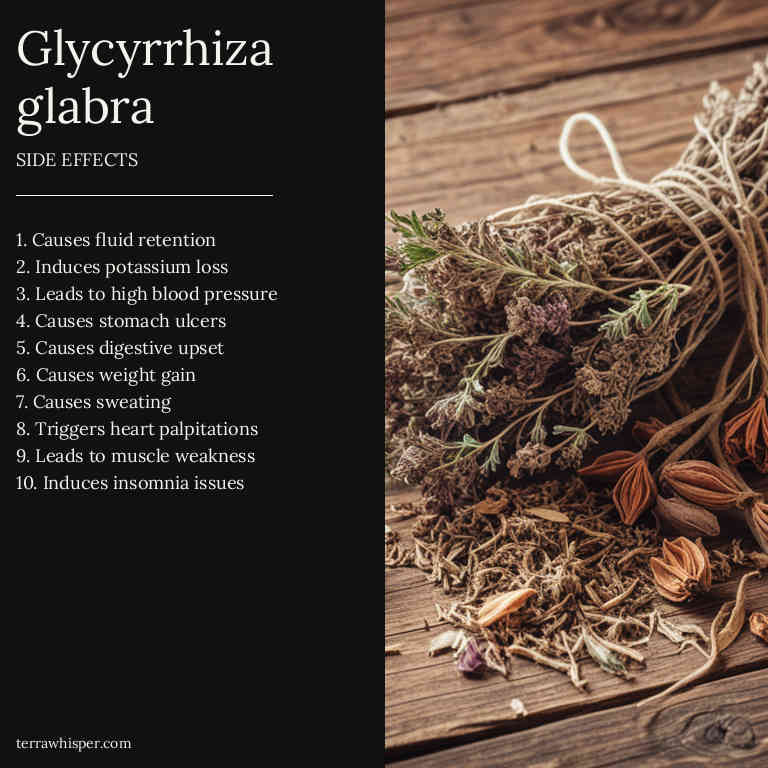 Glycyrrhiza
glabra
SIDE EFFECTS
1. Causes fluid retention
2. Induces potassium loss
3. Leads to high blood pressure
4. Causes stomach ulcers
5. Causes digestive upset
6. Causes weight gain
7. Causes sweating
8. Triggers heart palpitations
9. Leads to muscle weakness
10. Induces insomnia issues
terrawhisper.com